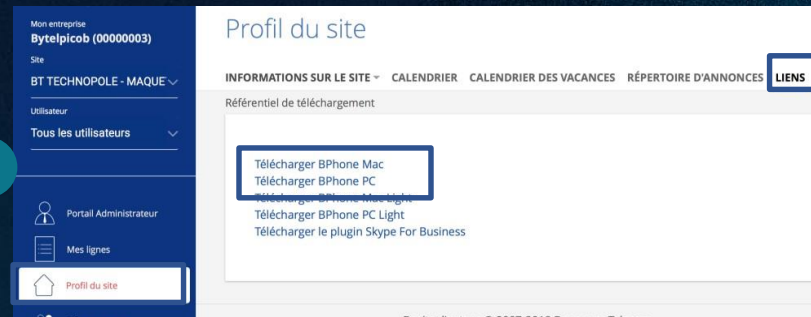 Mon entreprise
Bytelpicob (00000003)
Site
BT TECHNOPOLE - MAQUE
Utilisateur
Tous les utilisateurs
Portail Administrateur
Mes lignes
Profil du site
Profil du site
INFORMATIONS SUR LE SITE CALENDRIER CALENDRIER DES VACANCES RÉPERTOIRE D'ANNONCES LIENS
Référentiel de téléchargement
Télécharger BPhone Mac
Télécharger BPhone PC
Télécharger BPhone Mac Light
Télécharger BPhone PC Light
Télécharger le plugin Skype For Business